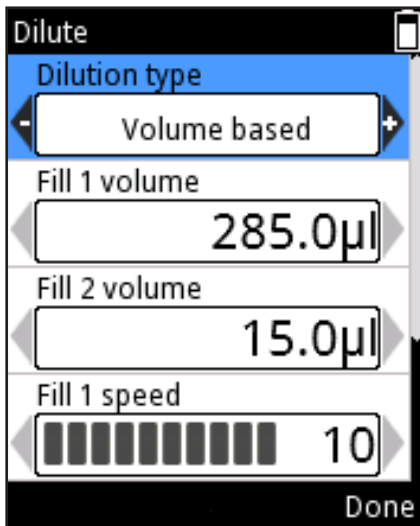 Dilute
Dilution type
- Volume based +
Fill 1 volume
285.0µl
Fill 2 volume
15.0µl
Fill 1 speed
10
Done